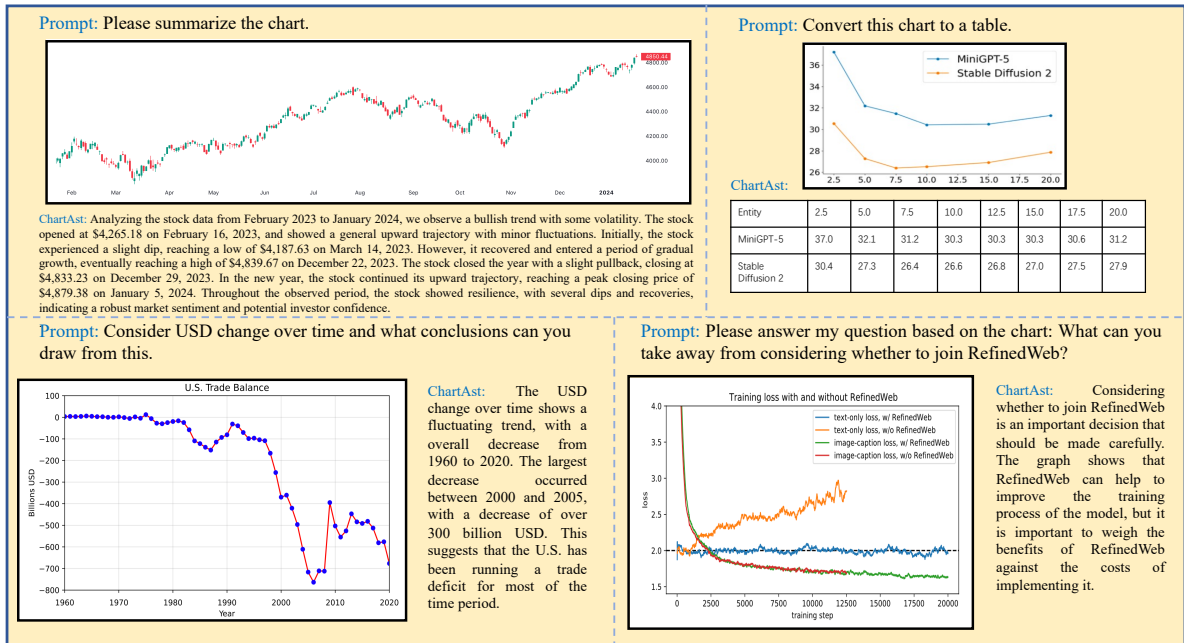 Prompt: Please summarize the chart.
4850.44
4800.00
4400.00
4200.00
4000.00
Feb Mar Apr May Jun Jul Aug Sep Oct Nov Dec 2024
ChartAst: Analyzing the stock data from February 2023 to January 2024, we observe a bullish trend with some volatility. The stock
opened at $4,265.18 on February 16, 2023, and showed a general upward trajectory with minor fluctuations. Initially, the stock
experienced a slight dip, reaching a low of $4,187.63 on March 14, 2023. However, it recovered and entered a period of gradual
growth, eventually reaching a high of $4,839.67 on December 22, 2023. The stock closed the year with a slight pullback, closing at
$4,833.23 on December 29, 2023. In the new year, the stock continued its upward trajectory, reaching a peak closing price of
$4,879.38 on January 5, 2024. Throughout the observed period, the stock showed resilience, with several dips and recoveries,
indicating a robust market sentiment and potential investor confidence.
Prompt: Convert this chart to a table.
MiniGPT-5
Stable Diffusion 2
36
34
32
30
28
26
2.5 5.0 7.5 10.0 12.5 15.0 17.5 20.0
ChartAst:
Entity 2.5 5.0 7.5 10.0 12.5 15.0 17.5 20.0
MiniGPT-5 37.0 32.1 31.2 30.3 30.3 30.3 30.6 31.2
Stable 30.4 27.3 26.4 26.6 26.8 27.0 27.5 27.9
Diffusion 2
Prompt: Consider USD change over time and what conclusions can you
draw from this.
U.S. Trade Balance
Billions USD
100
0
−100
−200
−300
−400
−500
−600
−700
−800
1960 1970 1980 1990 2000 2010 2020
Year
ChartAst: The USD
change over time shows a
fluctuating trend, with a
overall decrease from
1960 to 2020. The largest
decrease occurred
between 2000 and 2005,
with a decrease of over
300 billion USD. This
suggests that the U.S. has
been running a trade
deficit for most of the
time period.
Prompt: Please answer my question based on the chart: What can you
take away from considering whether to join RefinedWeb?
Training loss with and without RefinedWeb
text-only loss, w/ RefinedWeb
text-only loss, w/o RefinedWeb
image-caption loss, w/ RefinedWeb
image-caption loss, w/o RefinedWeb
loss
4.0
3.5
3.0
2.5
2.0
1.5
0 2500 5000 7500 10000 12500 15000 17500 20000
training step
ChartAst: Considering
whether to join RefinedWeb
is an important decision that
should be made carefully.
The graph shows that
RefinedWeb can help to
improve the training
process of the model, but it
is important to weigh the
benefits of RefinedWeb
against the costs of
implementing it.